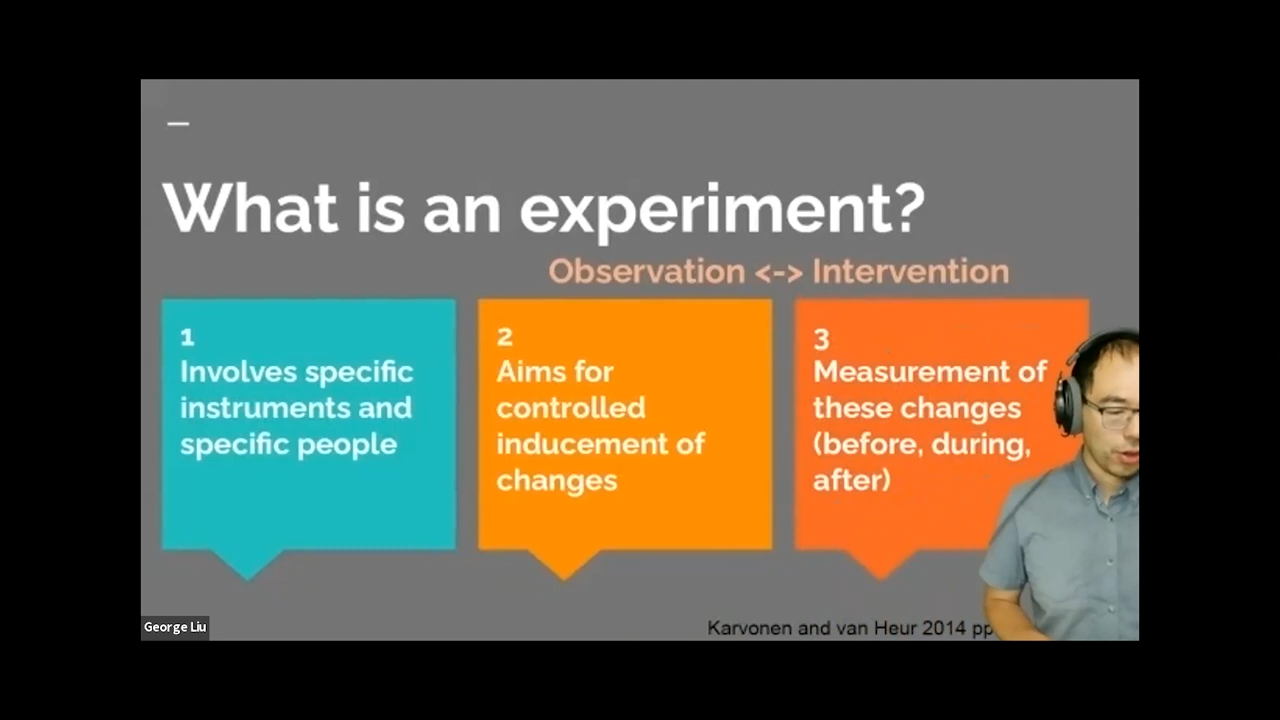 What is an experiment?
Observation <-> Intervention
1
Involves specific
instruments and
specific people
2
Aims for
controlled
inducement of
changes
3
Measurement of
these changes
(before, during,
after)
Karvonen and van Heur 2014 pp
George Liu